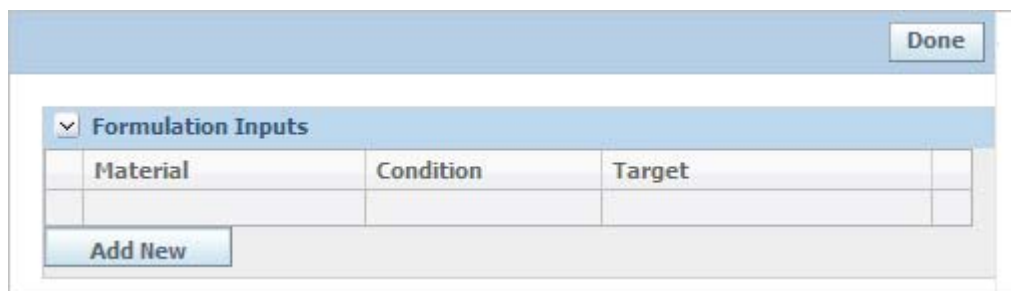 Done
Formulation Inputs
Material Condition Target
Add New